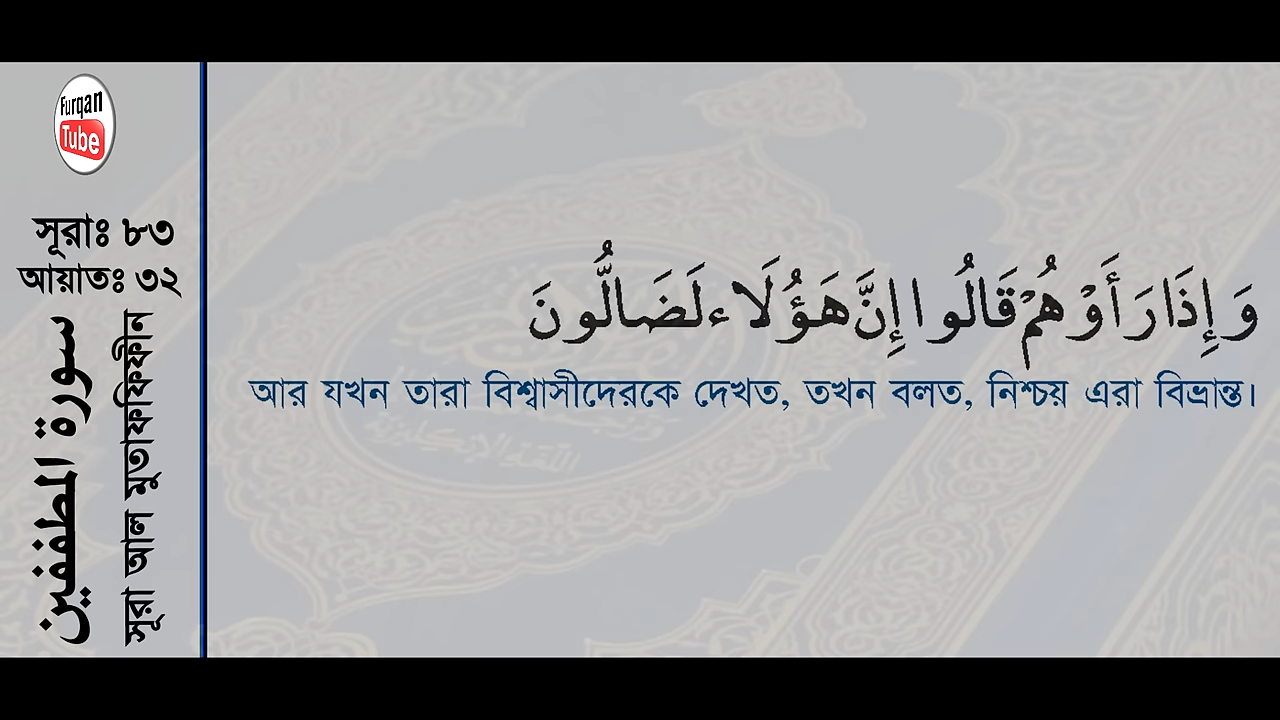 Furqan
Tube
সূরাঃ ৮৩
আয়াতঃ ৩২
سورة المطففين
সূরা আল মুতাফফিফীন
وَإِذَا رَأَوْهُمْ قَالُوا إِنَّ هَؤُلَاء لَضَالُّونَ
আর যখন তারা বিশ্বাসীদেরকে দেখত, তখন বলত, নিশ্চয় এরা বিভ্রান্ত।